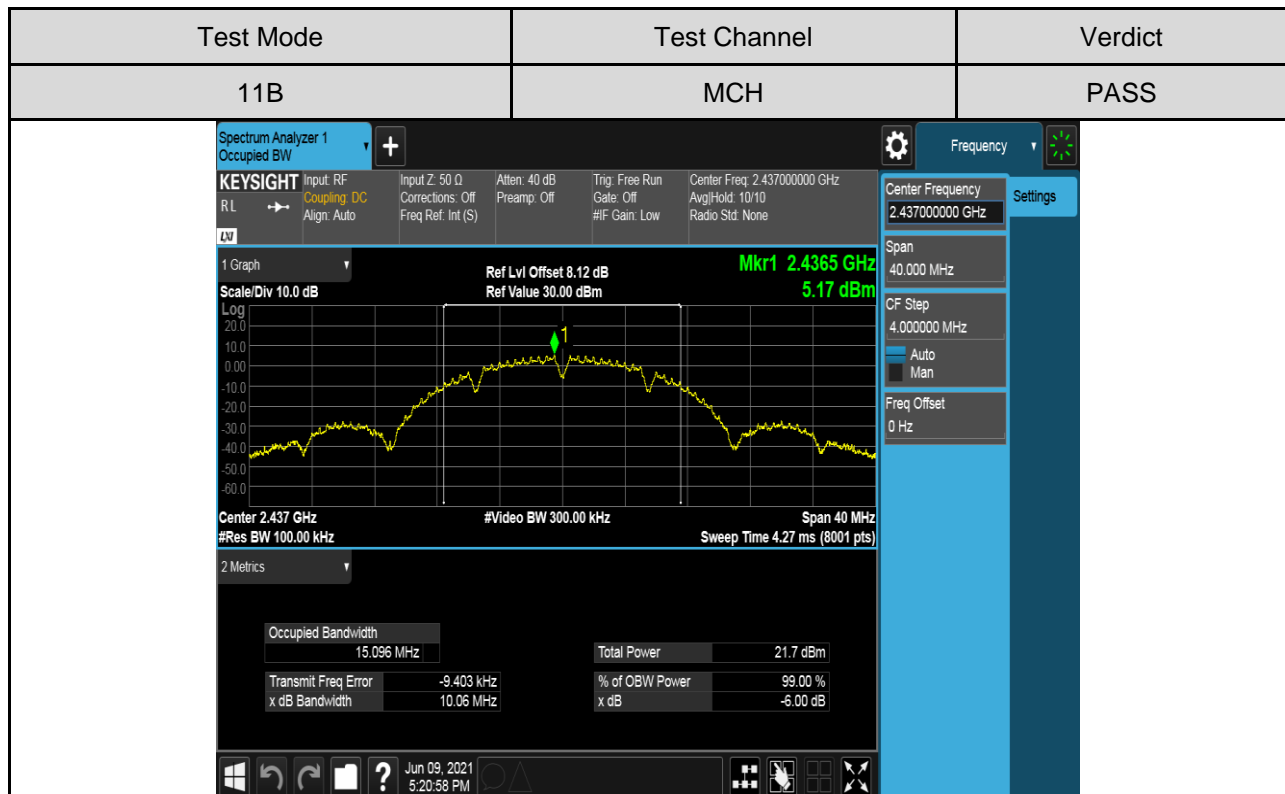 Test Mode Test Channel Verdict
11B MCH PASS
Spectrum Analyzer 1
Occupied BW
+
Frequency
KEYSIGHT Input: RF Input Z: 50 Ω Atten: 40 dB Trig: Free Run Center Freq: 2.437000000 GHz
RL Coupling: DC Corrections: Off Preamp: Off Gate: Off Avg|Hold: 10/10
Align: Auto Freq Ref: Int (S) #IF Gain: Low Radio Std: None
LXI
Center Frequency
2.437000000 GHz
Settings
Span
40.000 MHz
CF Step
4.000000 MHz
Auto
Man
Freq Offset
0 Hz
1 Graph Ref Lvl Offset 8.12 dB Mkr1 2.4365 GHz
Scale/Div 10.0 dB Ref Value 30.00 dBm 5.17 dBm
Log
20.0
10.0
0.00
-10.0
-20.0
-30.0
-40.0
-50.0
-60.0
1
Center 2.437 GHz #Video BW 300.00 kHz Span 40 MHz
#Res BW 100.00 kHz Sweep Time 4.27 ms (8001 pts)
2 Metrics
Occupied Bandwidth
15.096 MHz Total Power 21.7 dBm
Transmit Freq Error -9.403 kHz % of OBW Power 99.00 %
x dB Bandwidth 10.06 MHz x dB -6.00 dB
? Jun 09, 2021
5:20:58 PM